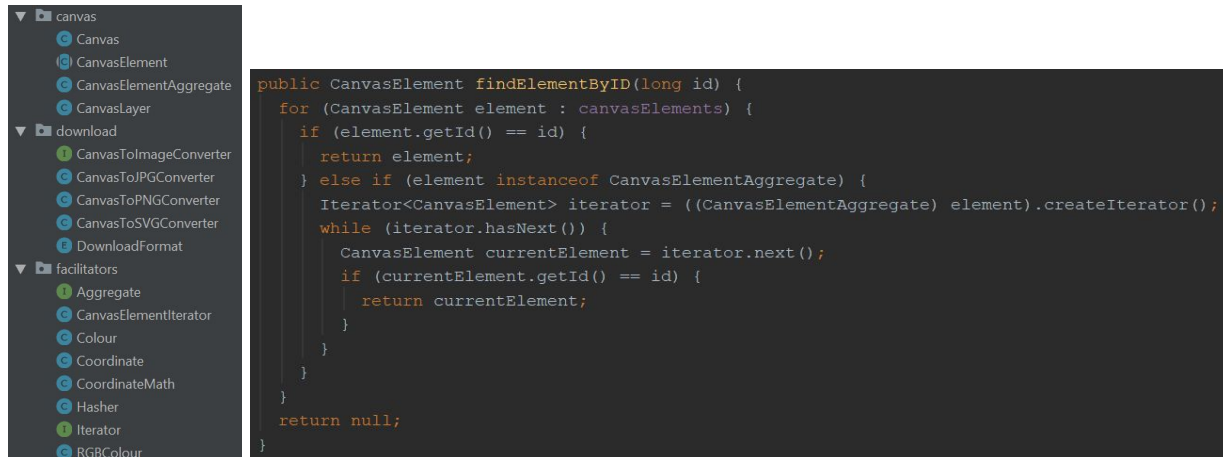 canvas
Canvas
CanvasElement
CanvasElementAggregate
CanvasLayer
download
CanvasToImageConverter
CanvasToJPGConverter
CanvasToPNGConverter
CanvasToSVGConverter
DownloadFormat
facilitators
Aggregate
CanvasElementIterator
Colour
Coordinate
CoordinateMath
Hasher
Iterator
RGBColour
public CanvasElement findElementByID(long id) {
for (CanvasElement element : canvasElements) {
if (element.getId() == id) {
return element;
} else if (element instanceof CanvasElementAggregate) {
Iterator<CanvasElement> iterator = ((CanvasElementAggregate) element).createIterator();
while (iterator.hasNext()) {
CanvasElement currentElement = iterator.next();
if (currentElement.getId() == id) {
return currentElement;
}
}
}
}
return null;
}